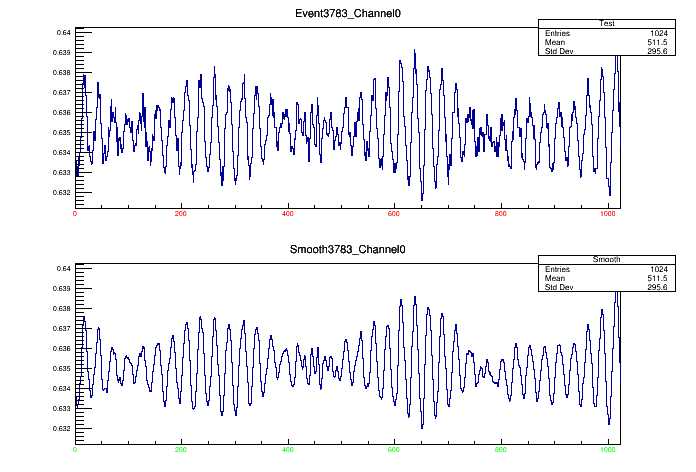 Event3783_Channel0
Test
Entries 1024
Mean 511.5
Std Dev 295.6
0.64
0.639
0.638
0.637
0.636
0.635
0.634
0.633
0.632
0 200 400 600 800 1000
Smooth3783_Channel0
Smooth
Entries 1024
Mean 511.5
Std Dev 295.6
0.64
0.639
0.638
0.637
0.636
0.635
0.634
0.633
0.632
0 200 400 600 800 1000